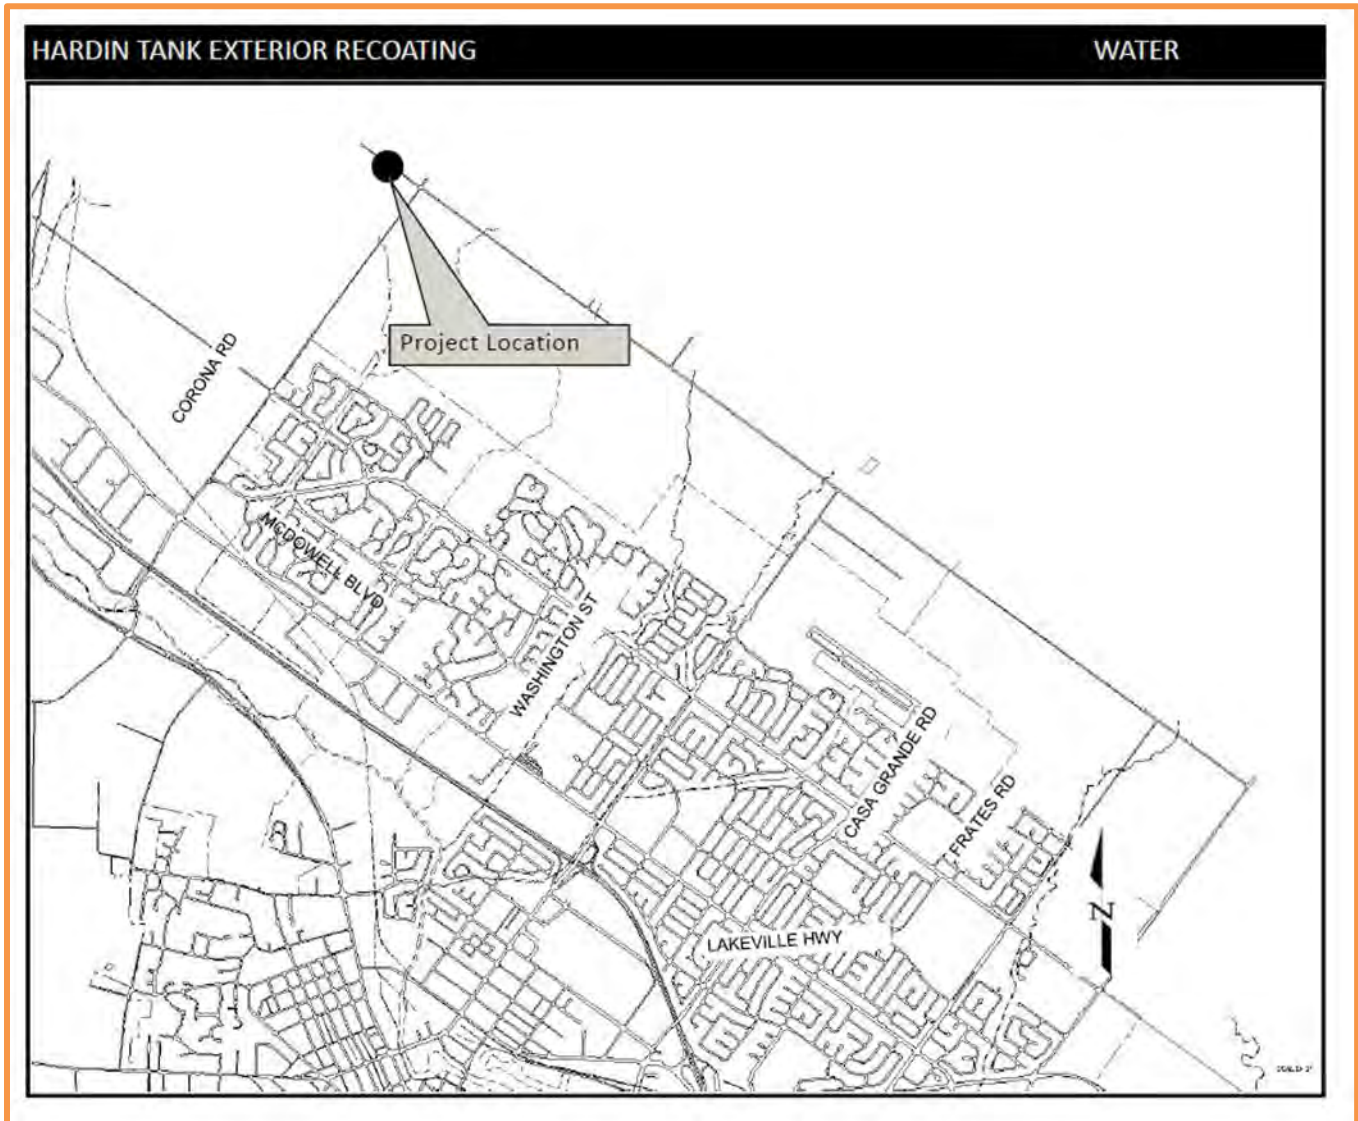 HARDIN TANK EXTERIOR RECOATING WATER
Project Location
CORONA RD
MCDOWELL BLVD
WASHINGTON ST
CASA GRANDE RD
FRATES RD
LAKEVILLE HWY
N